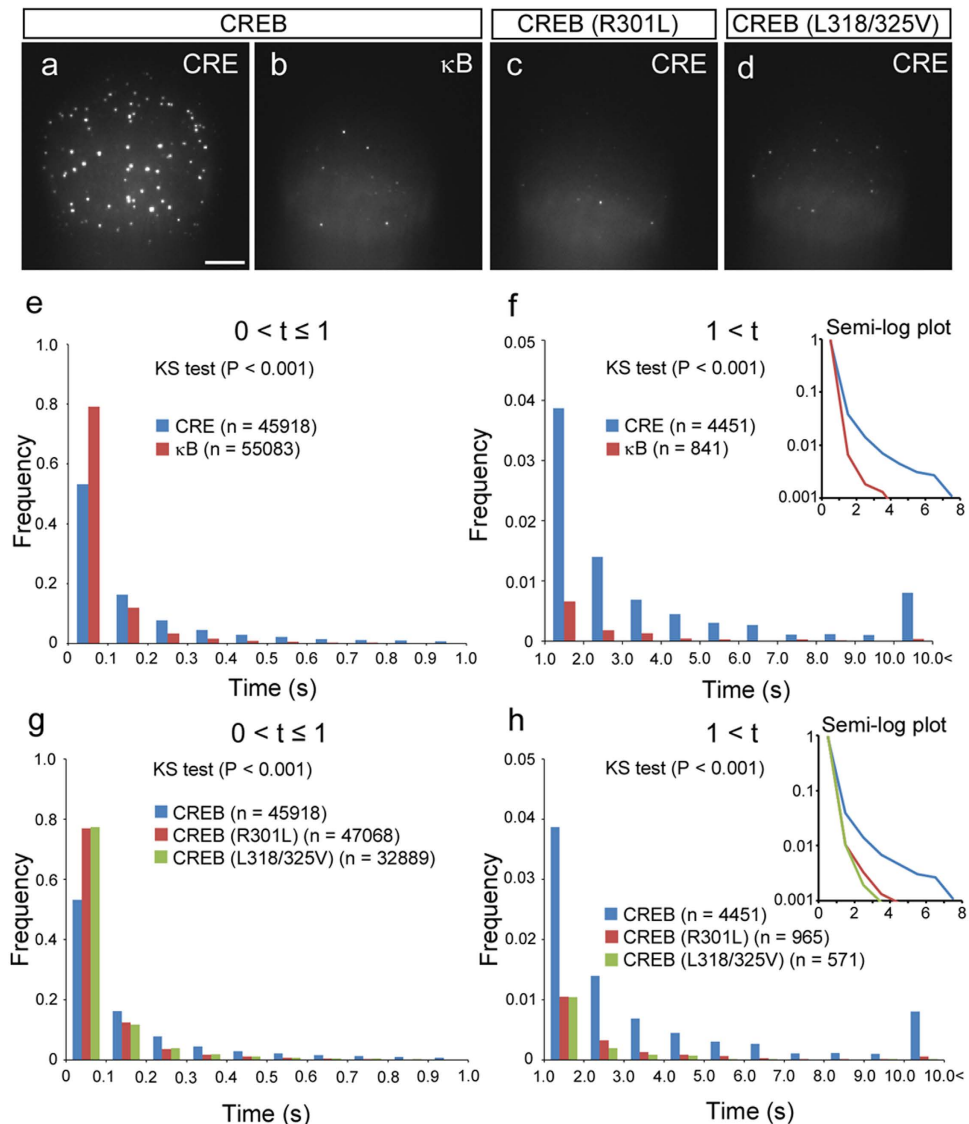 CREB
CREB (R301L)
CREB (L318/325V)
a
CRE
b
κB
c
CRE
d
CRE
e
0 < t ≤ 1
KS test (P < 0.001)
CRE (n = 45918)
κB (n = 55083)
Frequency
1.0
0.8
0.6
0.4
0.2
0
0 0.1 0.2 0.3 0.4 0.5 0.6 0.7 0.8 0.9 1.0
Time (s)
f
1 < t
KS test (P < 0.001)
CRE (n = 4451)
κB (n = 841)
Frequency
0.05
0.04
0.03
0.02
0.01
0
1.0 2.0 3.0 4.0 5.0 6.0 7.0 8.0 9.0 10.0<
Time (s)
Semi-log plot
1
0.1
0.01
0.001
0 2 4 6 8
g
0 < t ≤ 1
KS test (P < 0.001)
CREB (n = 45918)
CREB (R301L) (n = 47068)
CREB (L318/325V) (n = 32889)
Frequency
1.0
0.8
0.6
0.4
0.2
0
0 0.1 0.2 0.3 0.4 0.5 0.6 0.7 0.8 0.9 1.0
Time (s)
h
1 < t
KS test (P < 0.001)
CREB (n = 4451)
CREB (R301L) (n = 965)
CREB (L318/325V) (n = 571)
Frequency
0.05
0.04
0.03
0.02
0.01
0
1.0 2.0 3.0 4.0 5.0 6.0 7.0 8.0 9.0 10.0<
Time (s)
Semi-log plot
1
0.1
0.01
0.001
0 2 4 6 8